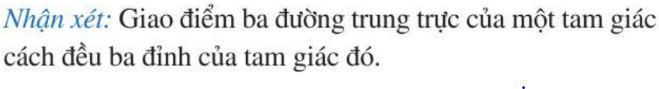 Nhận xét: Giao điểm ba đường trung trực của một tam giác
cách đều ba đỉnh của tam giác đó.